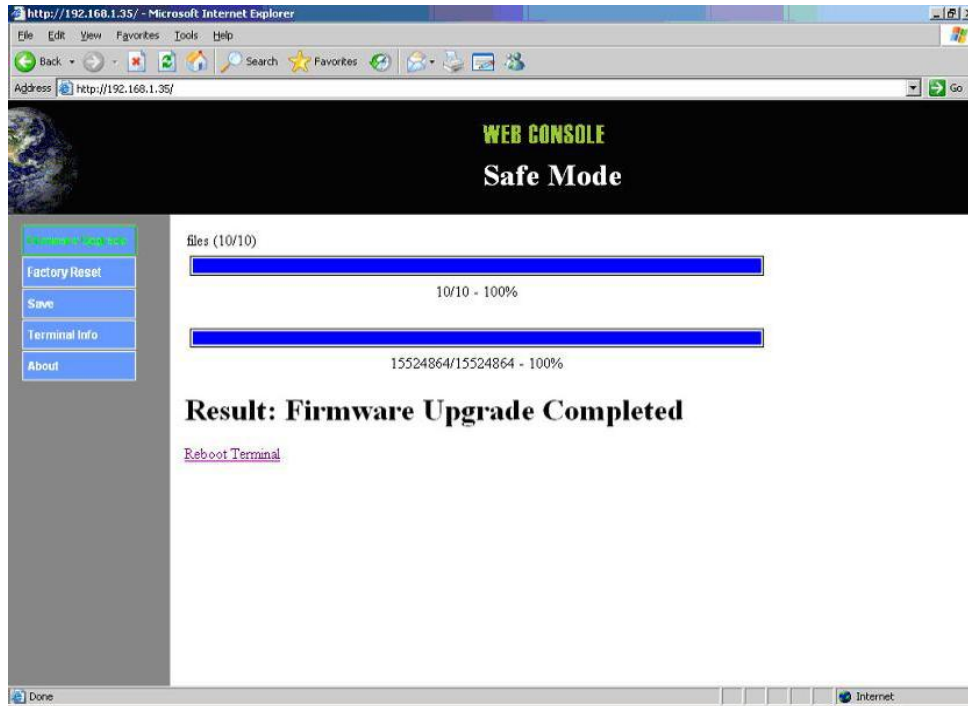 http://192.168.1.35/ - Microsoft Internet Explorer
File Edit View Favorites Tools Help
Back Search Favorites
Address http://192.168.1.35/ Go
WEB CONSOLE
Safe Mode
Firmware Upgrade
Factory Reset
Save
Terminal Info
About
files (10/10)
10/10 - 100%
15524864/15524864 - 100%
Result: Firmware Upgrade Completed
Reboot Terminal
Done Internet